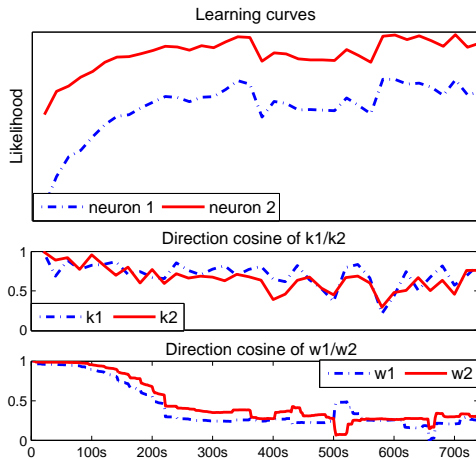 Learning curves
Likelihood
neuron 1 neuron 2
Direction cosine of k1/k2
1
0.5
0
k1 k2
Direction cosine of w1/w2
1
0.5
0
w1 w2
0 100s 200s 300s 400s 500s 600s 700s